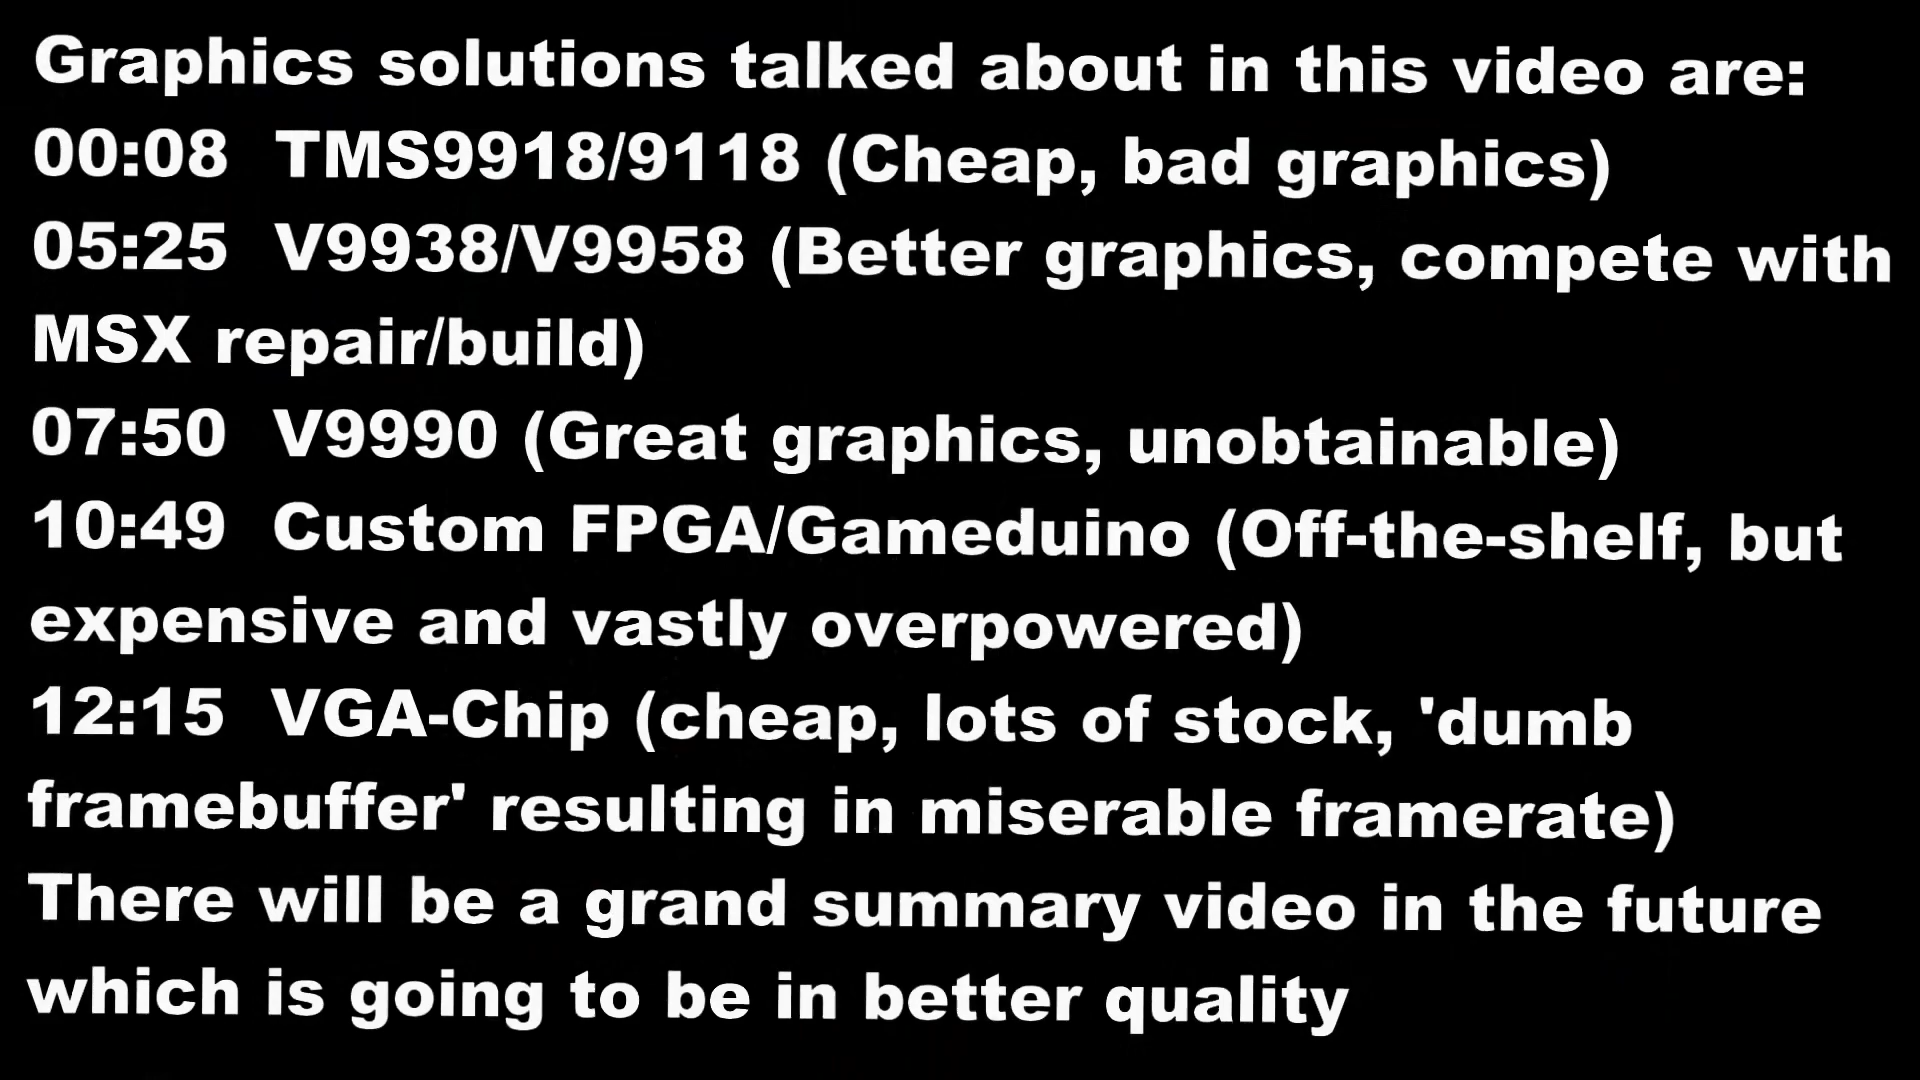 Graphics solutions talked about in this video are:
00:08 TMS9918/9118 (Cheap, bad graphics)
05:25 V9938/V9958 (Better graphics, compete with
MSX repair/build)
07:50 V9990 (Great graphics, unobtainable)
10:49 Custom FPGA/Gameduino (Off-the-shelf, but
expensive and vastly overpowered)
12:15 VGA-Chip (cheap, lots of stock, 'dumb
framebuffer' resulting in miserable framerate)
There will be a grand summary video in the future
which is going to be in better quality